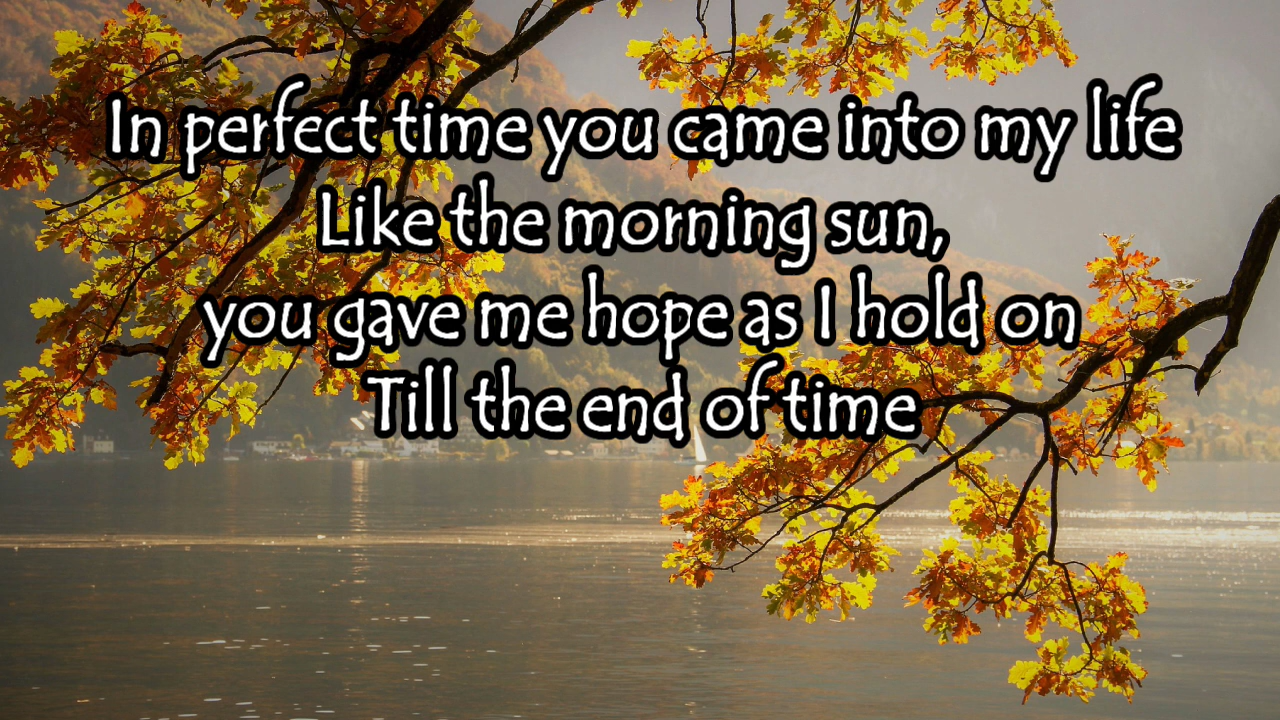 In perfect time you came into my life
Like the morning sun,
you gave me hope as I hold on
Till the end of time